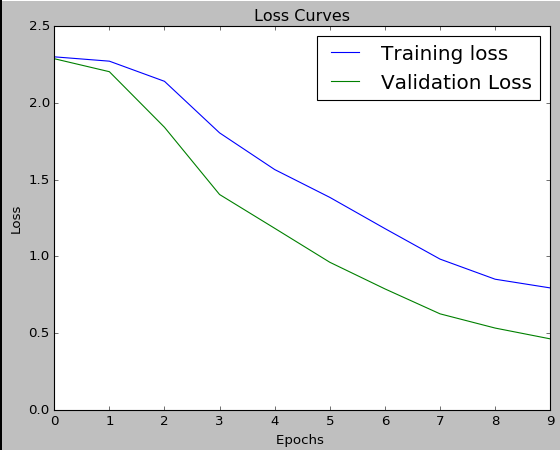 Loss Curves
2.5
Training loss
Validation Loss
2.0
1.5
Loss
1.0
0.5
0.0
0 1 2 3 4 5 6 7 8 9
Epochs